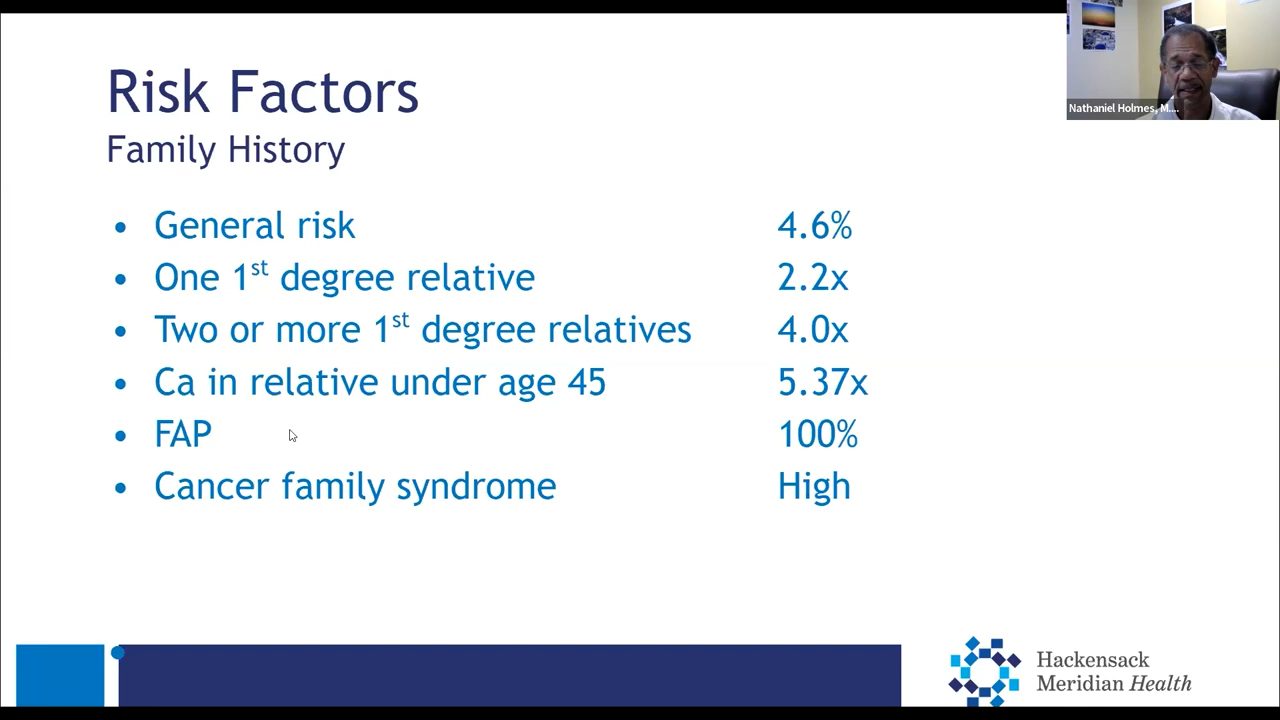 Risk Factors
Family History
• General risk 4.6%
• One 1st degree relative 2.2x
• Two or more 1st degree relatives 4.0x
• Ca in relative under age 45 5.37x
• FAP 100%
• Cancer family syndrome High
Nathaniel Holmes, M....
Hackensack
Meridian Health